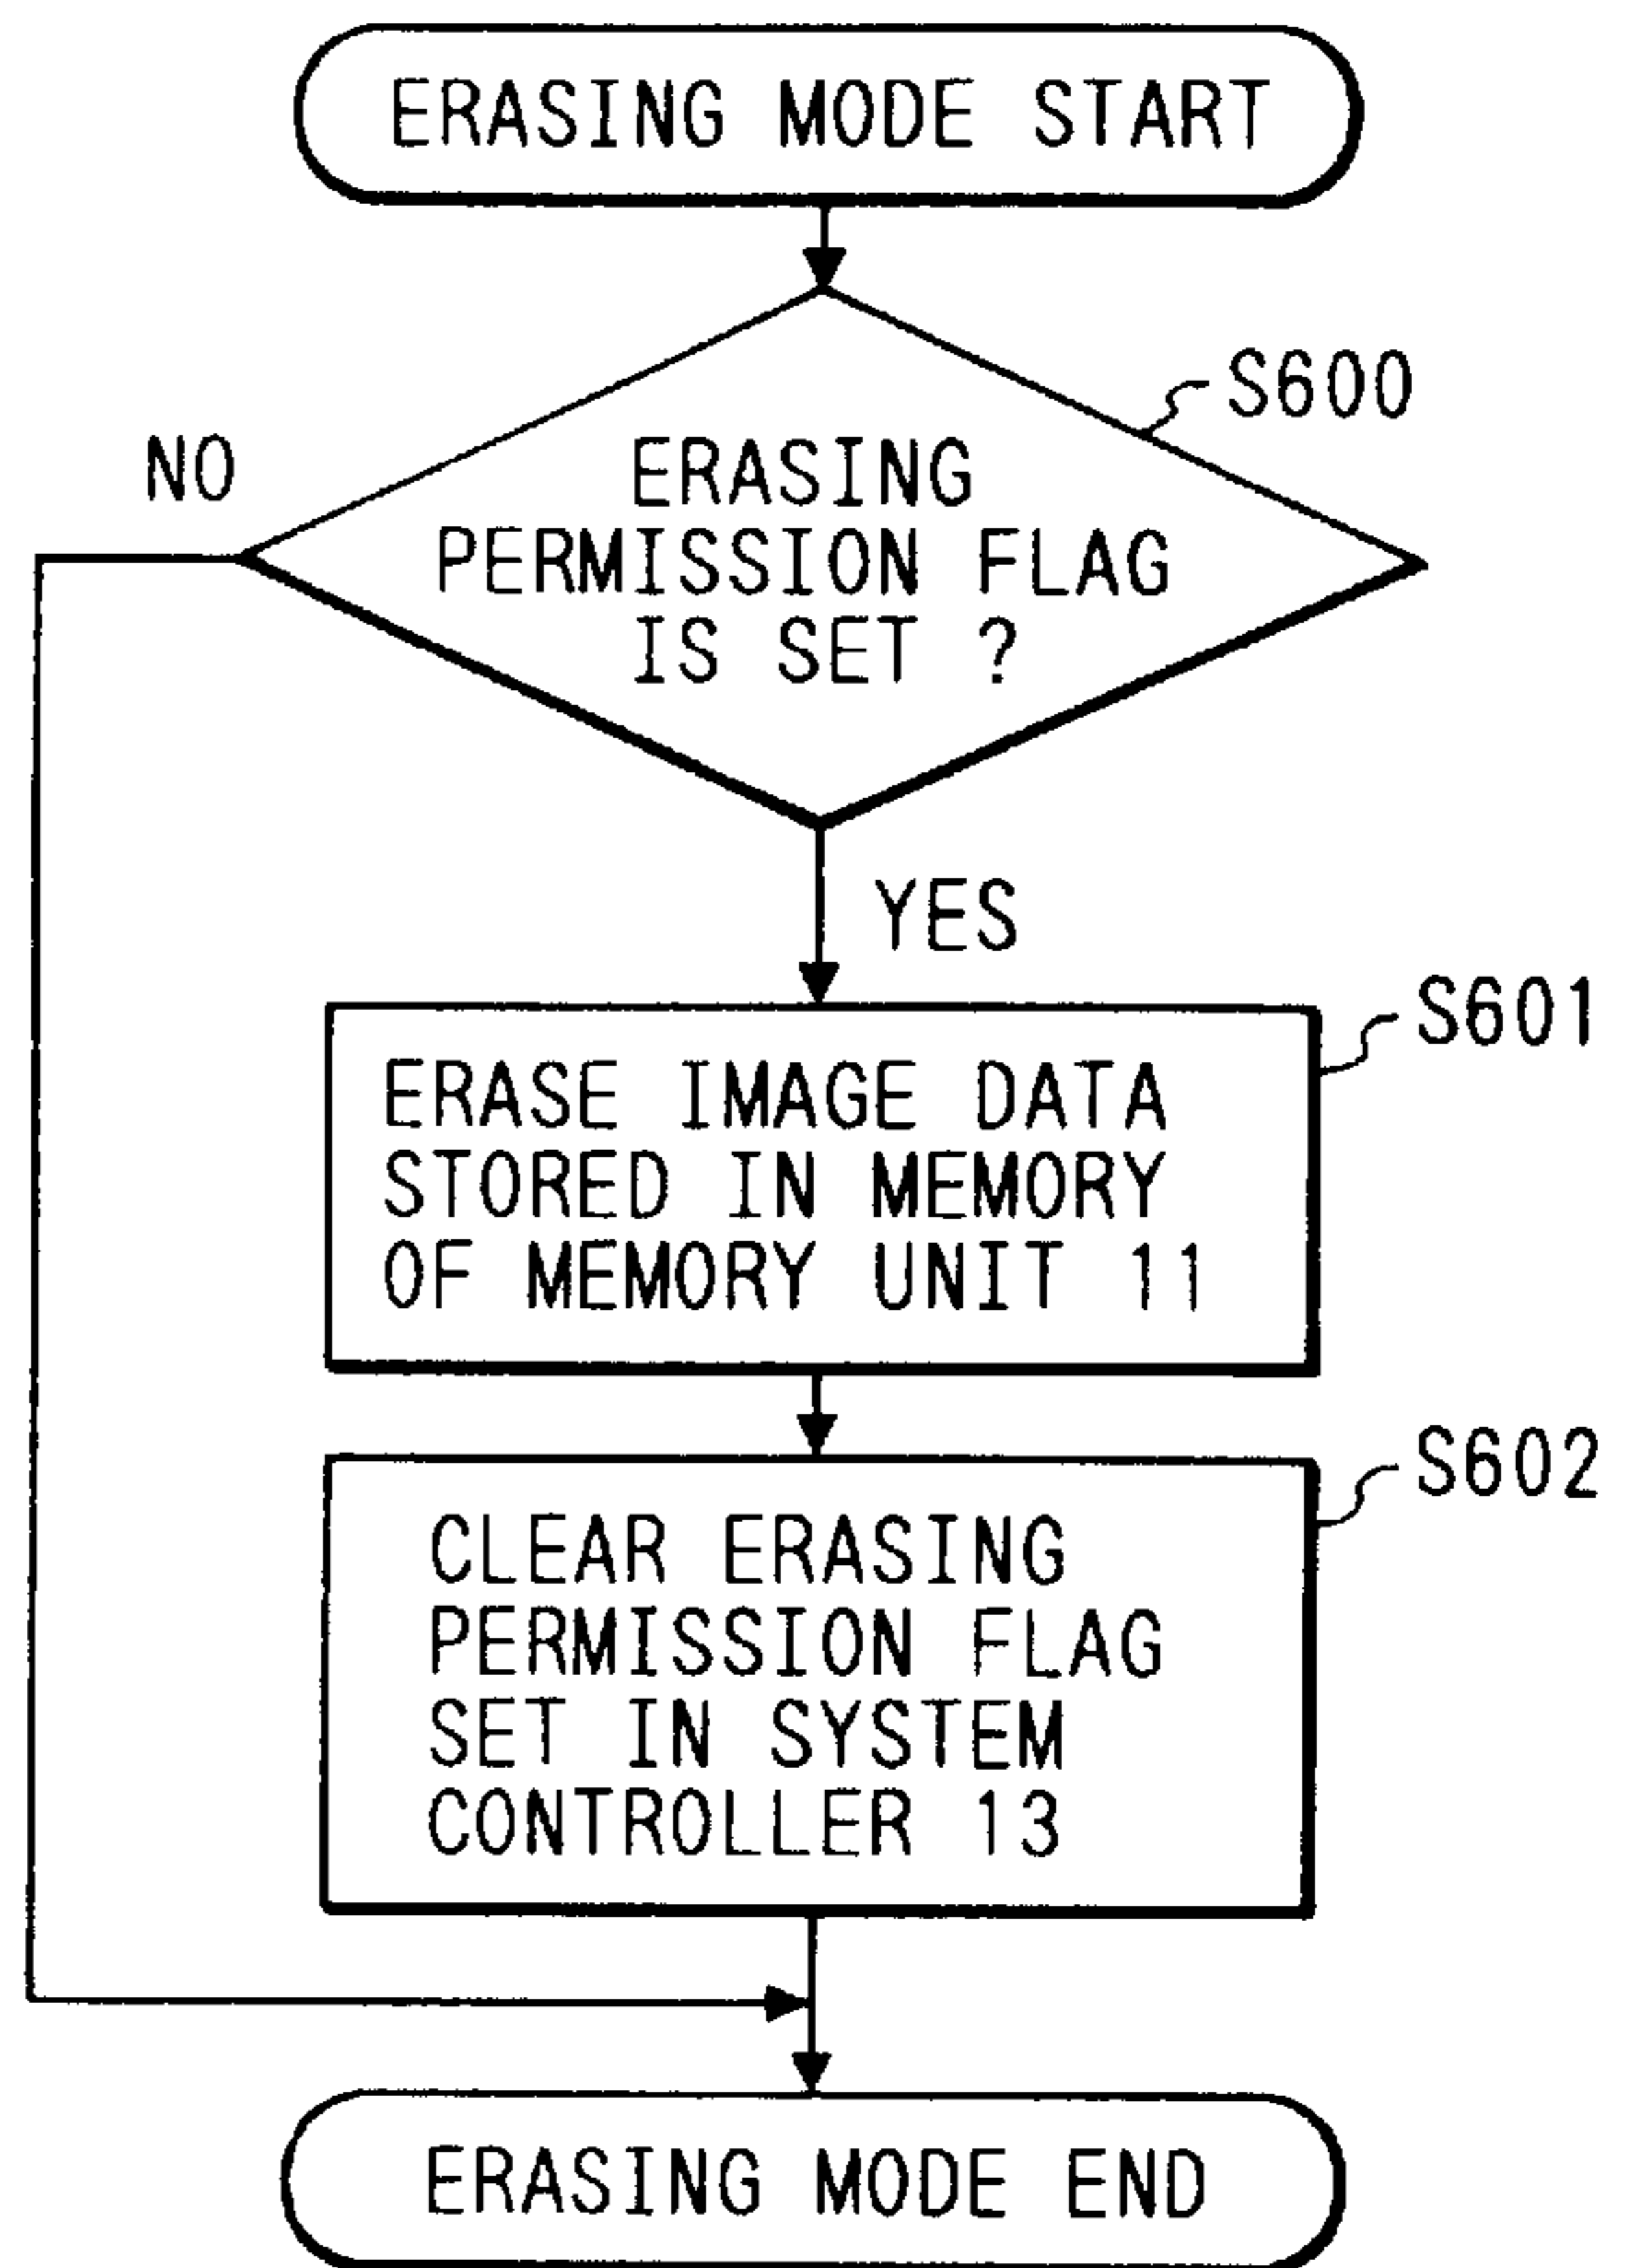 ERASING MODE START
S600
NO
ERASING
PERMISSION FLAG
IS SET ?
YES
S601
ERASE IMAGE DATA
STORED IN MEMORY
OF MEMORY UNIT 11
S602
CLEAR ERASING
PERMISSION FLAG
SET IN SYSTEM
CONTROLLER 13
ERASING MODE END